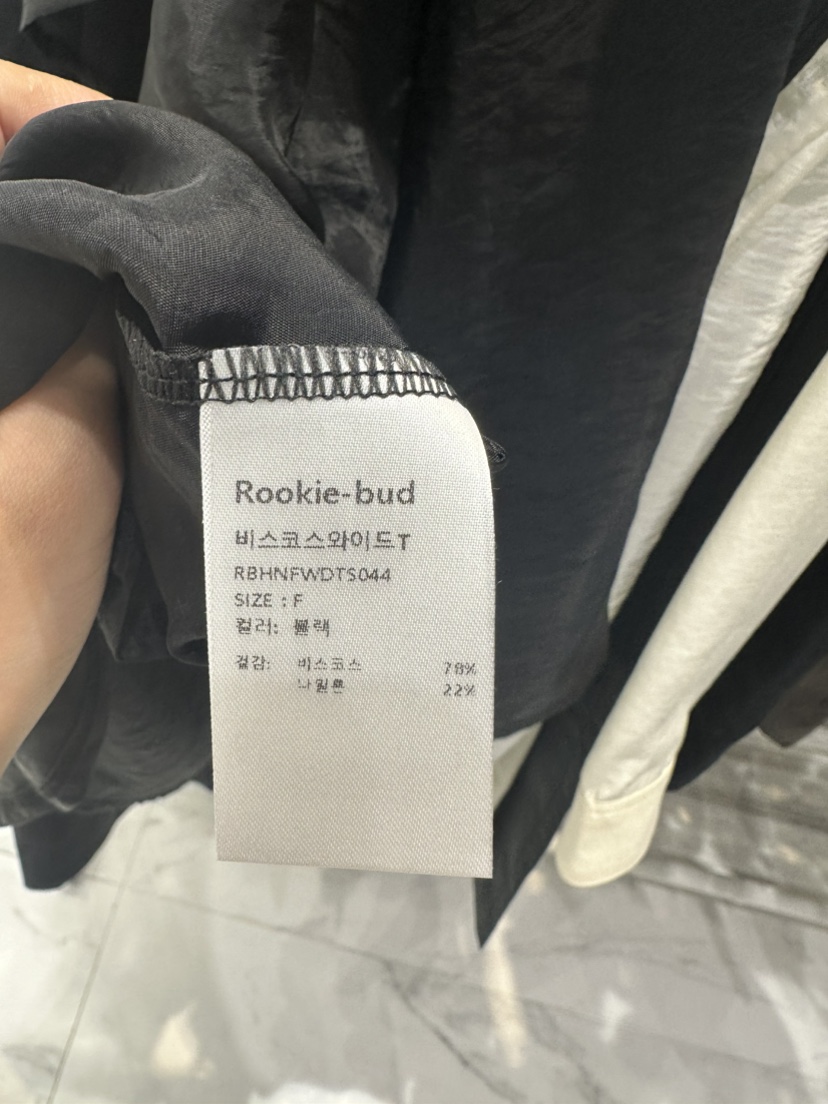 Rookie-bud
비스코스와이드T
RBHNFWDTS044
SIZE : F
컬러: 블랙
겉감: 비스코스 78%
나일론 22%